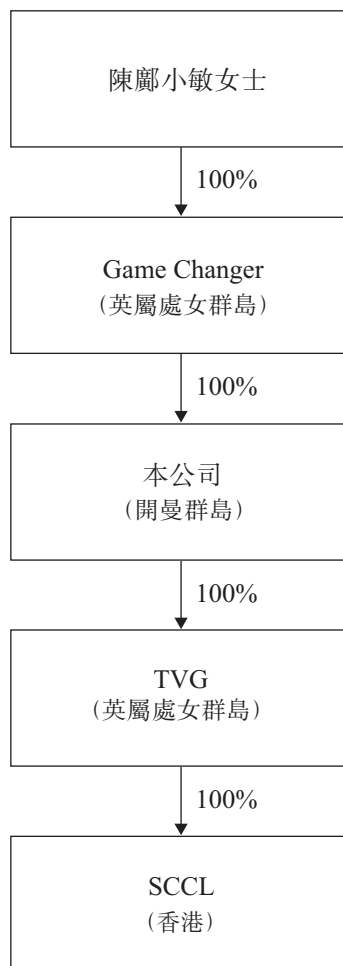 陳鄺小敏女士
100%
Game Changer
(英屬處女群島)
100%
本公司
(開曼群島)
100%
TVG
(英屬處女群島)
100%
SCCL
(香港)